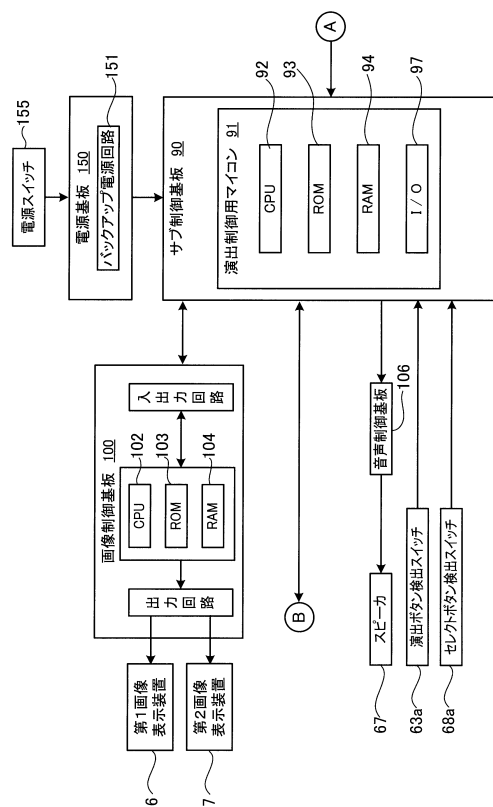 155
電源スイッチ
電源基板 150
151
バックアップ電源回路
サブ制御基板 90
演出制御用マイコン 91
92
CPU
93
ROM
94
RAM
97
I/O
A
画像制御基板 100
入出力回路
102
CPU
103
ROM
104
RAM
出力回路
第1画像
表示装置
6
第2画像
表示装置
7
B
音声制御基板
106
スピーカ
67
演出ボタン検出スイッチ
63a
セレクトボタン検出スイッチ
68a